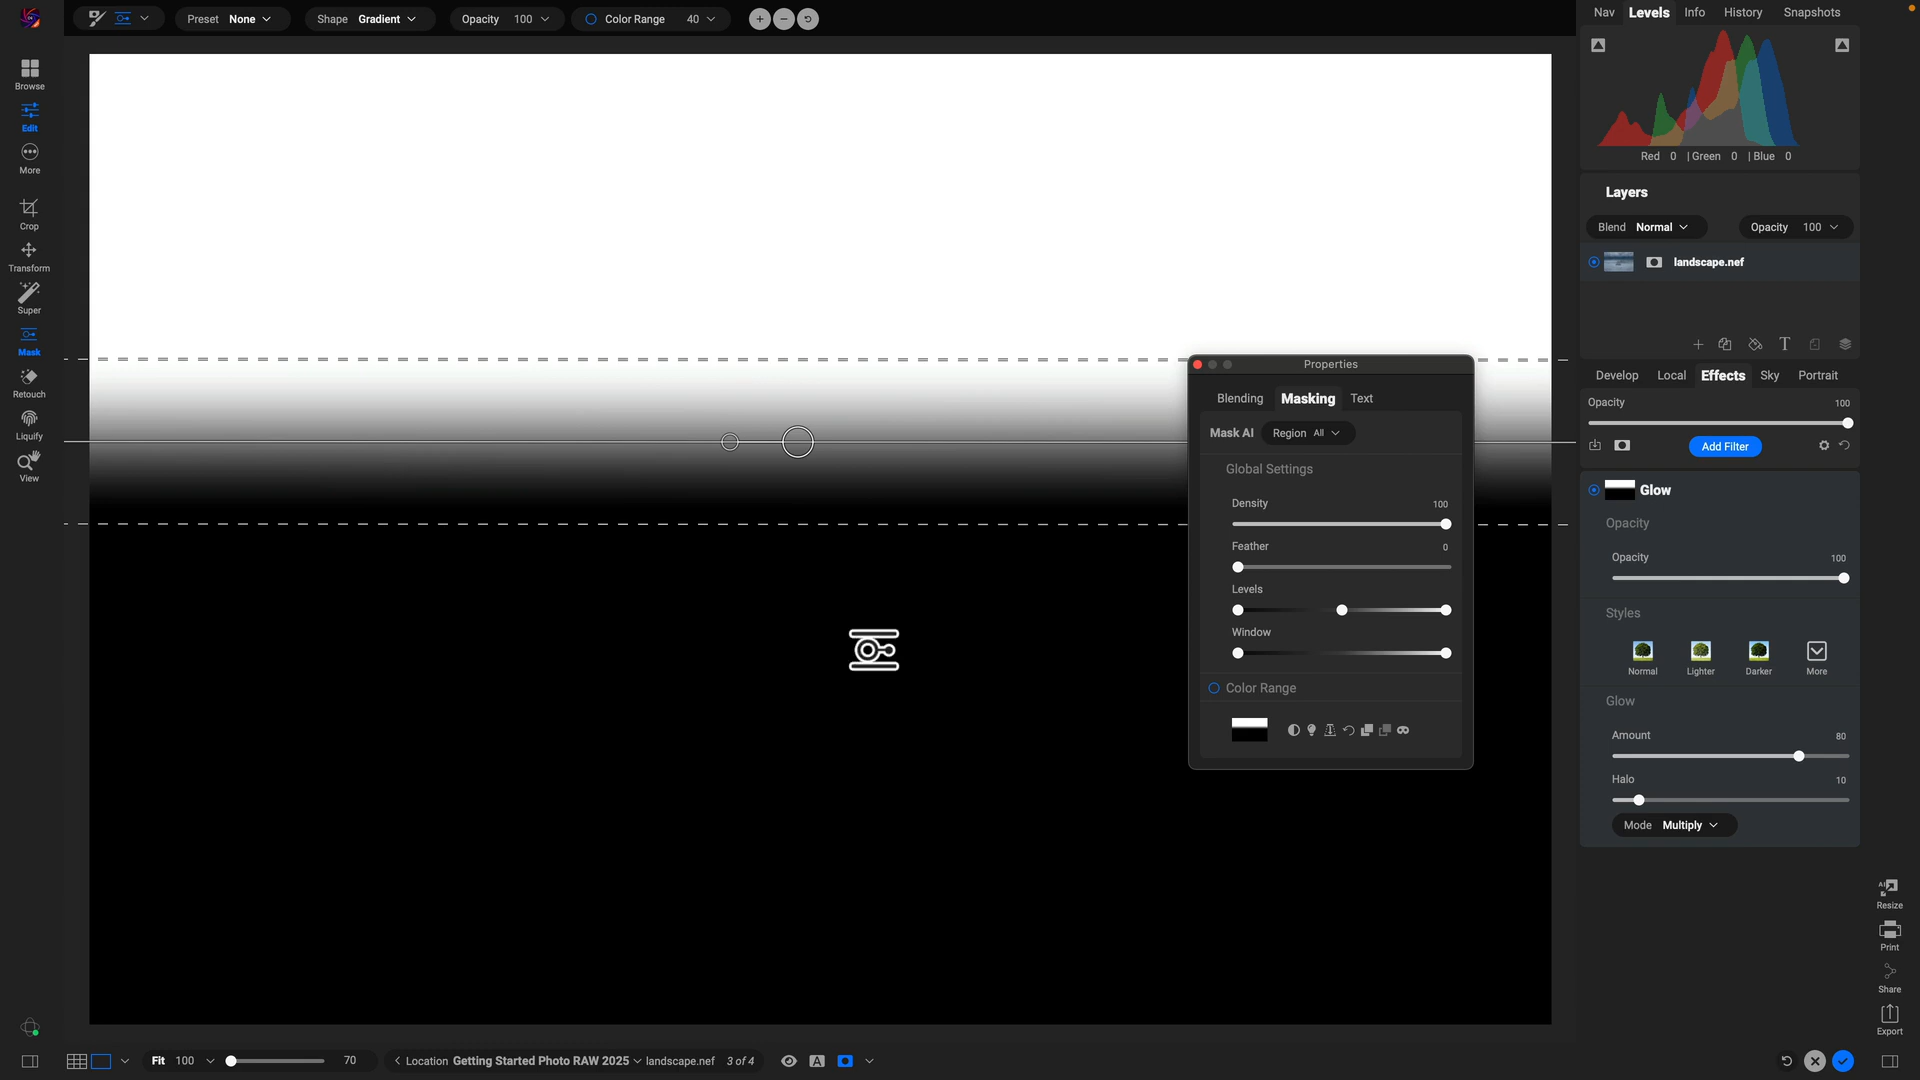 Preset None
Shape Gradient
Opacity 100
Color Range 40
Nav Levels Info History Snapshots
Browse
Edit
More
Crop
Transform
Super
Mask
Retouch
Liquify
View
Red 0 | Green 0 | Blue 0
Layers
Blend Normal
Opacity 100
landscape.nef
T
Develop Local Effects Sky Portrait
Opacity 100
Add Filter
Glow
Opacity
Opacity 100
Styles
Normal Lighter Darker More
Glow
Amount 80
Halo 10
Mode Multiply
Properties
Blending Masking Text
Mask AI Region All
Global Settings
Density 100
Feather 0
Levels
Window
Color Range
AI
Resize
Print
Share
Export
Fit 100 70
Location Getting Started Photo RAW 2025 landscape.nef 3 of 4
A